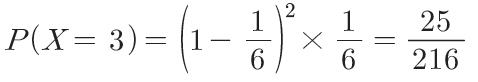 P(X = 3) = (1 − 1/6)² × 1/6 = 25/216